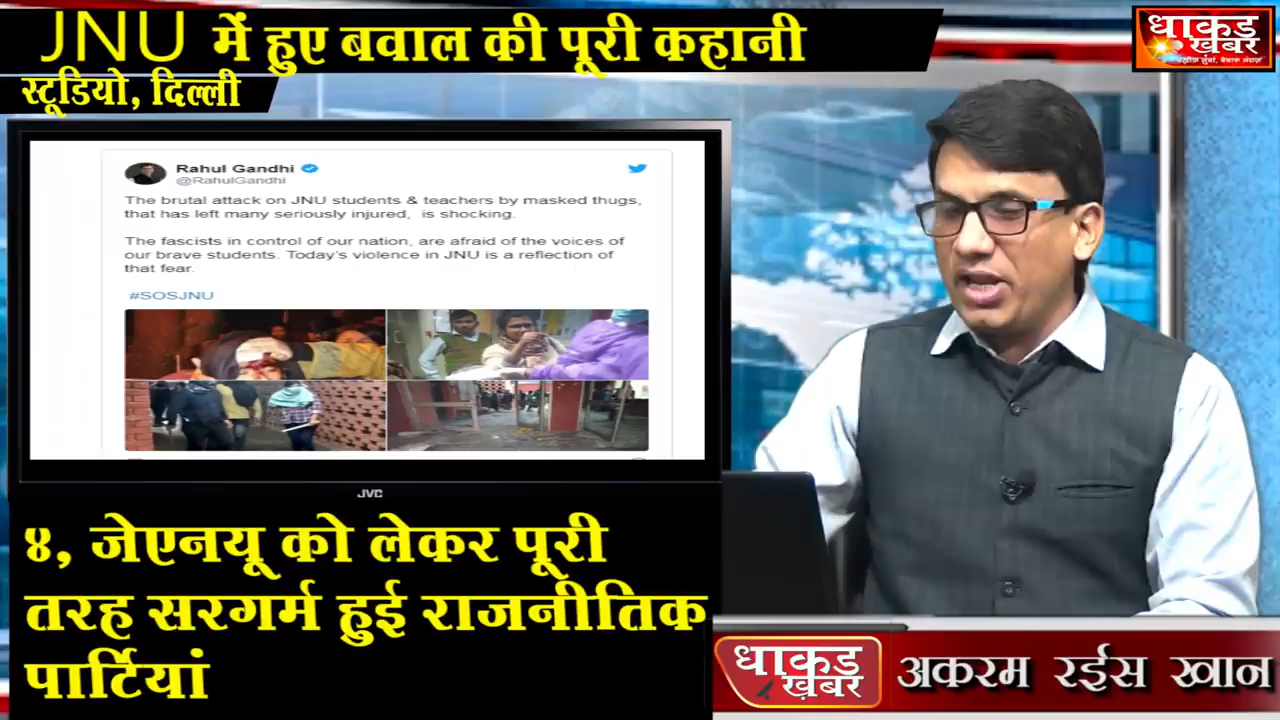 JNU में हुए बवाल की पूरी कहानी
स्टूडियो, दिल्ली
धाकड़
ख़बर
Rahul Gandhi
@RahulGandhi
The brutal attack on JNU students & teachers by masked thugs,
that has left many seriously injured, is shocking.
The fascists in control of our nation, are afraid of the voices of
our brave students. Today's violence in JNU is a reflection of
that fear.
#SOSJNU
JVC
४, जेएनयू को लेकर पूरी
तरह सरगर्म हुई राजनीतिक
पार्टियां
धाकड़
ख़बर
अकरम रईस खान